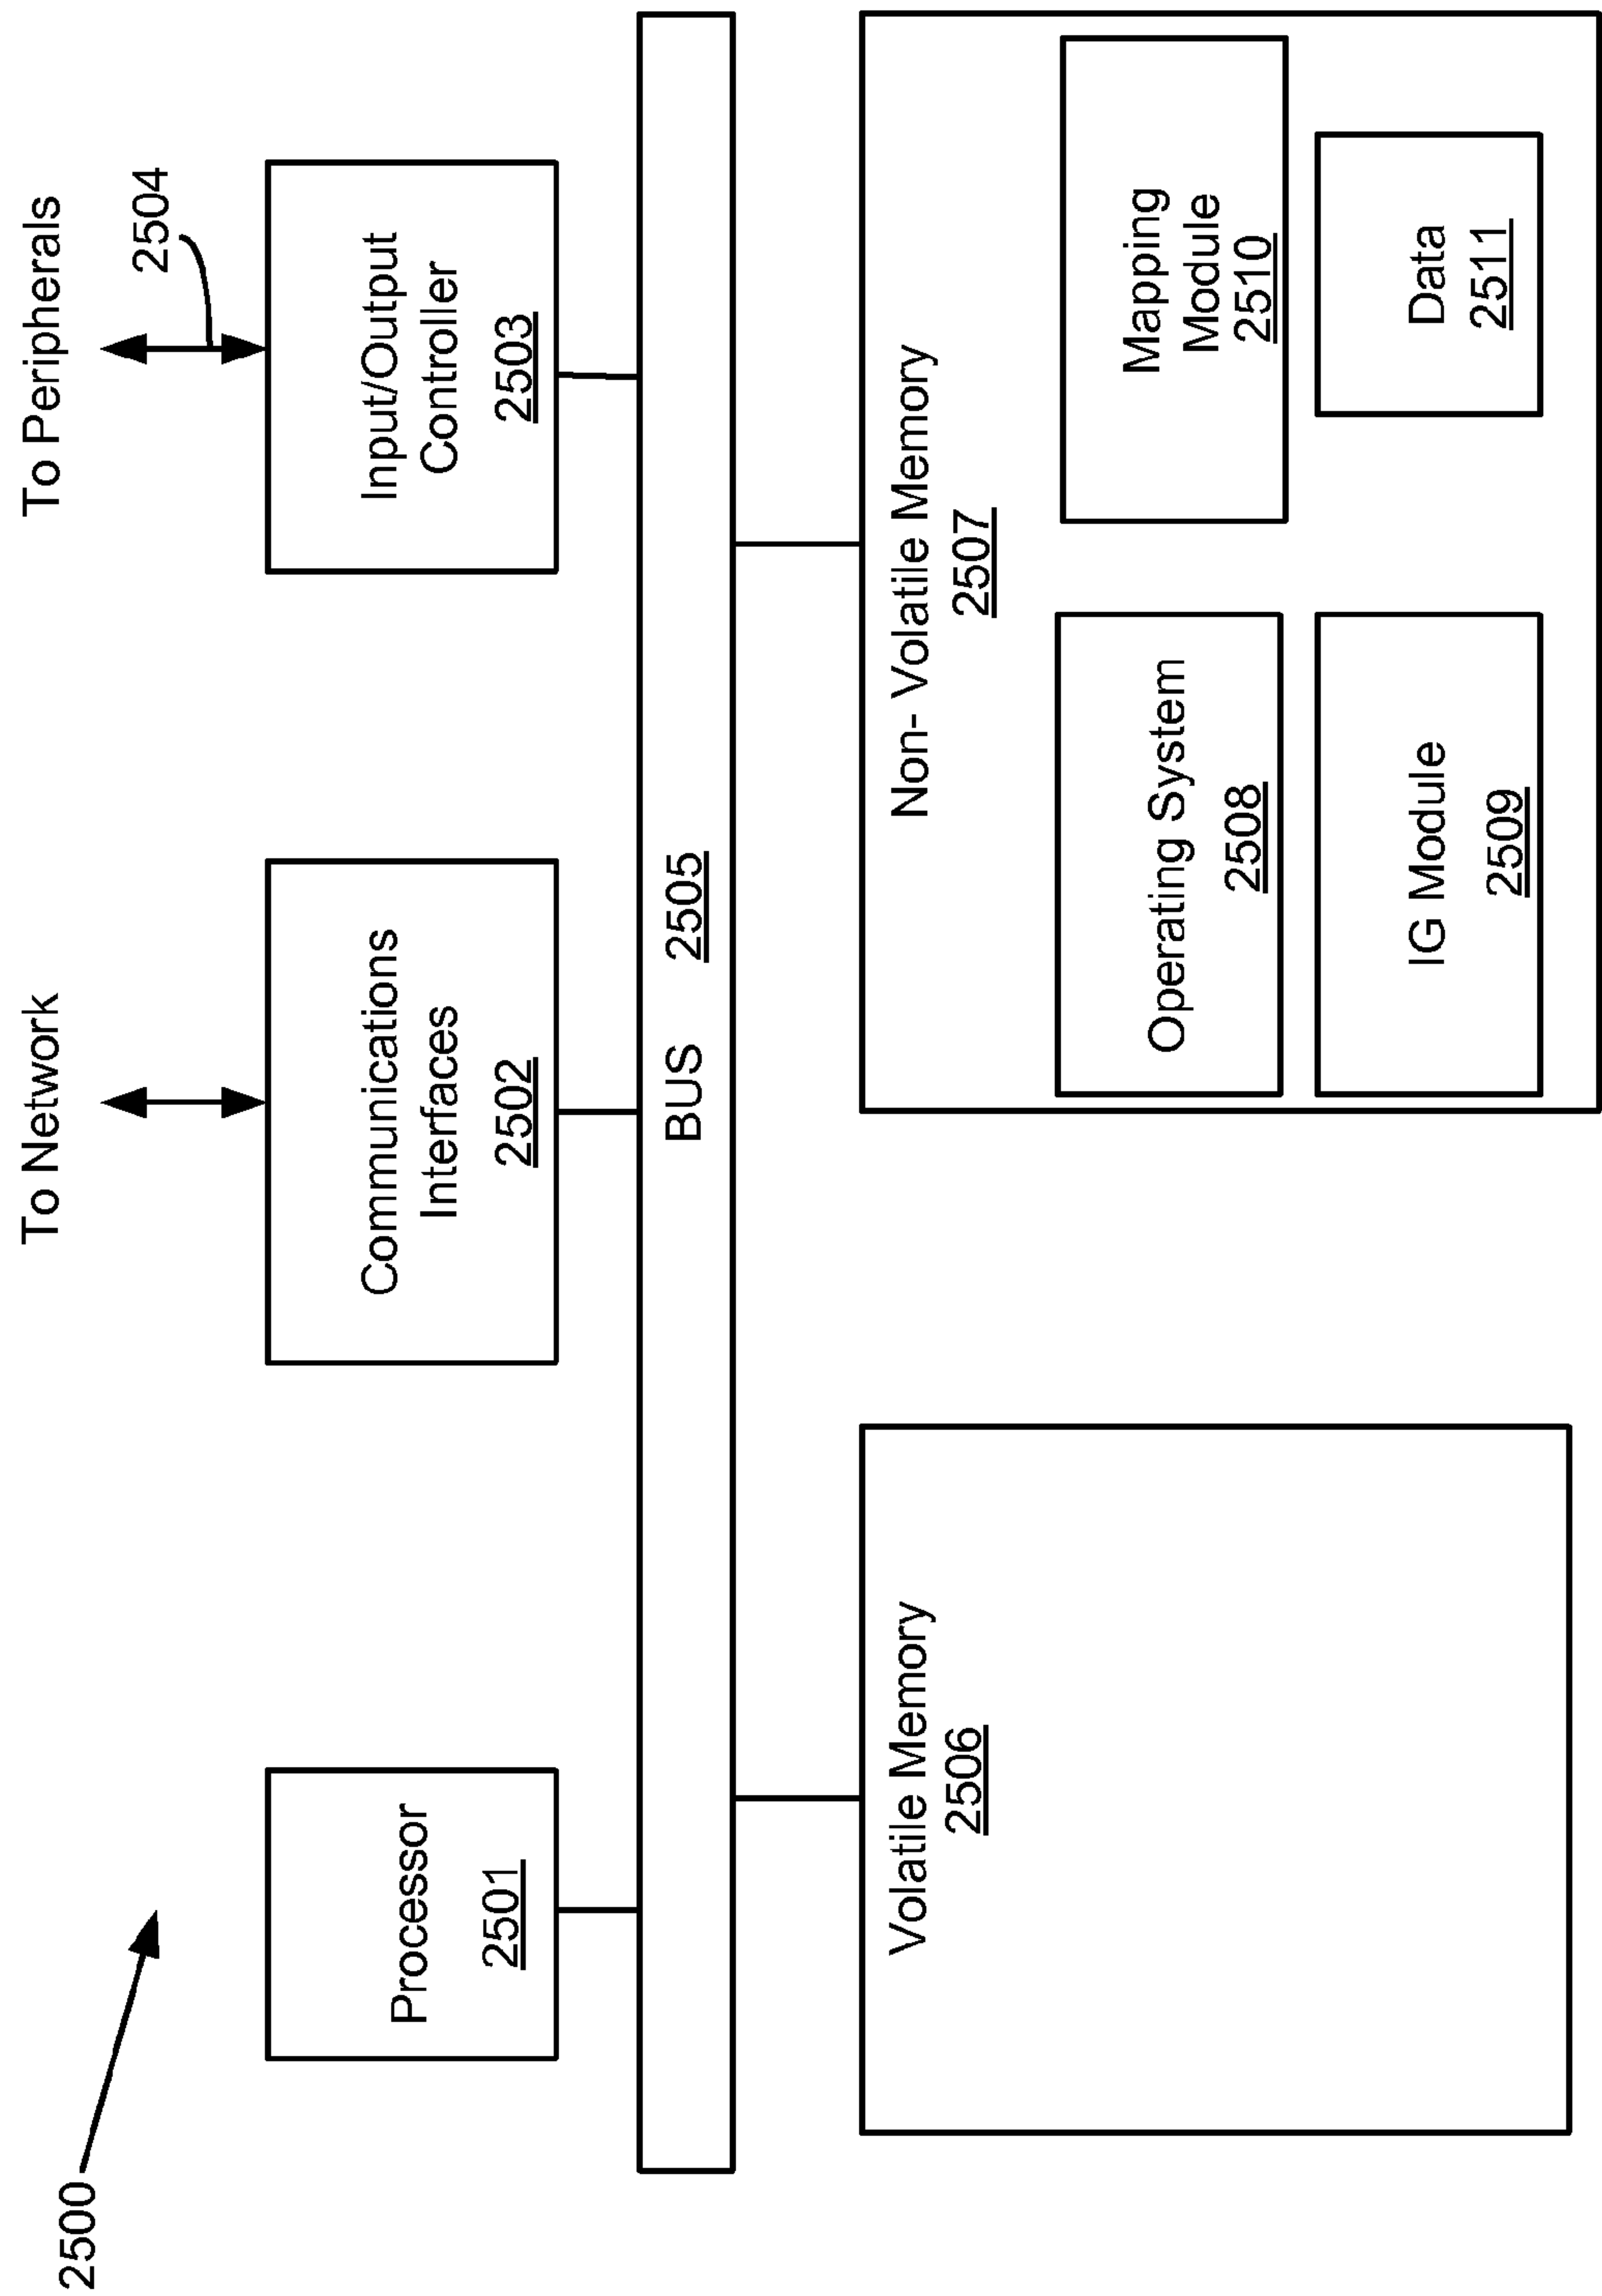 2500
To Network
To Peripherals
2504
Processor
2501
Communications
Interfaces
2502
Input/Output
Controller
2503
BUS 2505
Volatile Memory
2506
Non- Volatile Memory
2507
Operating System
2508
Mapping
Module
2510
IG Module
2509
Data
2511